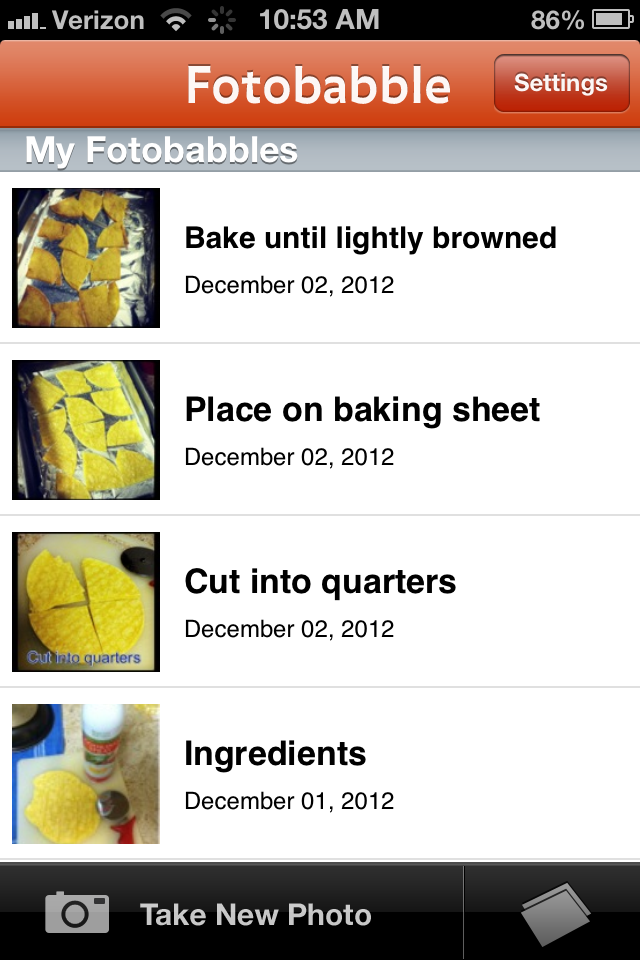 Verizon 10:53 AM 86%
Fotobabble Settings
My Fotobabbles
Bake until lightly browned
December 02, 2012
Place on baking sheet
December 02, 2012
Cut into quarters
December 02, 2012
Cut into quarters
Ingredients
December 01, 2012
Take New Photo